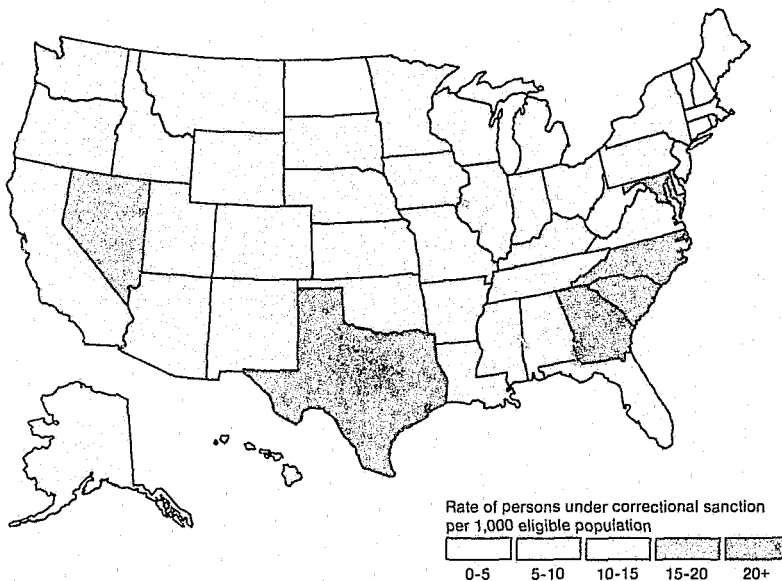 Rate of persons under correctional sanction
per 1,000 eligible population
0-5 5-10 10-15 15-20 20+